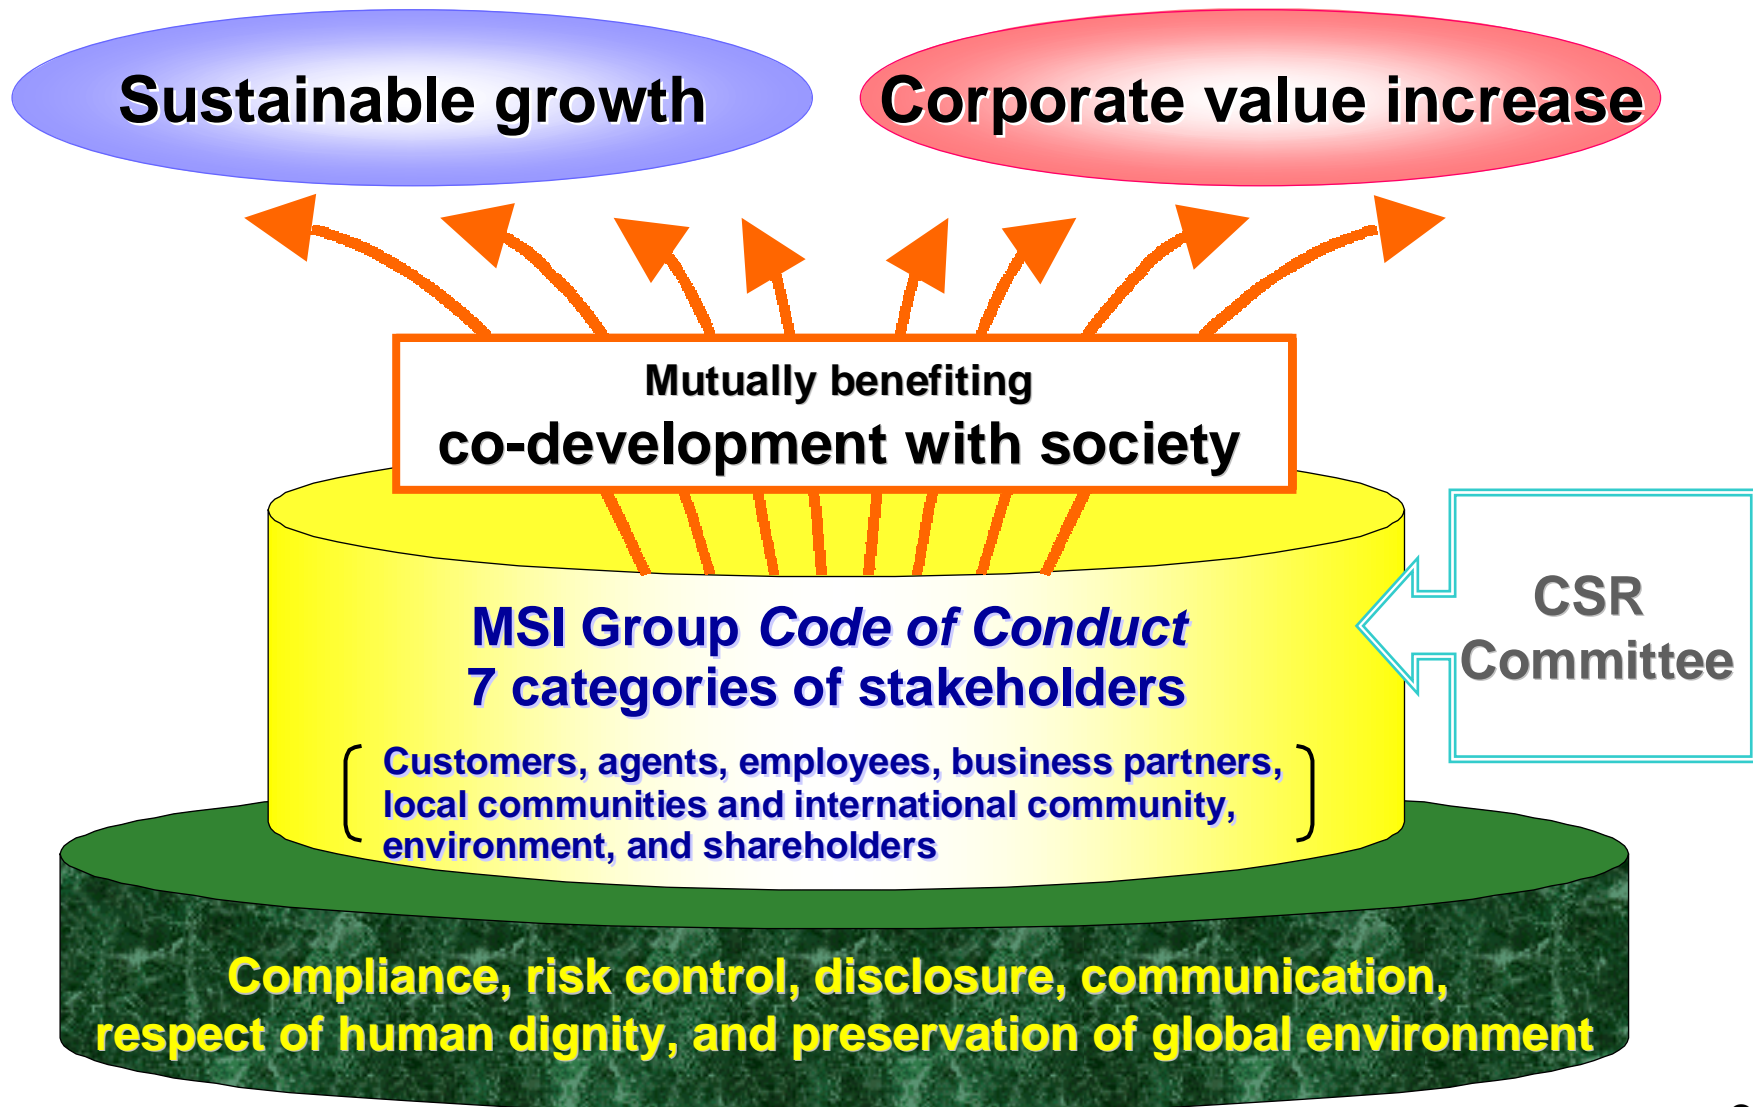 Sustainable growth
Corporate value increase
Mutually benefiting
co-development with society
MSI Group Code of Conduct
7 categories of stakeholders
Customers, agents, employees, business partners,
local communities and international community,
environment, and shareholders
CSR
Committee
Compliance, risk control, disclosure, communication,
respect of human dignity, and preservation of global environment